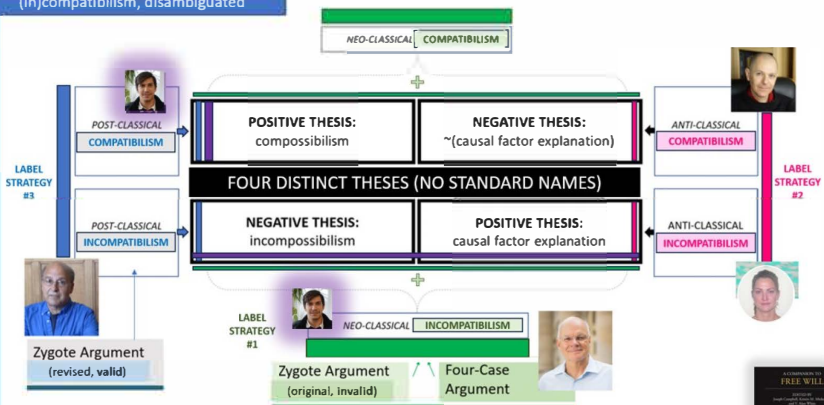 (in)compatibilism, disambiguated
NEO-CLASSICAL COMPATIBILISM
POST-CLASSICAL
COMPATIBILISM
POSITIVE THESIS:
compossibilism
NEGATIVE THESIS:
~(causal factor explanation)
ANTI-CLASSICAL
COMPATIBILISM
LABEL
STRATEGY
#3
FOUR DISTINCT THESES (NO STANDARD NAMES)
LABEL
STRATEGY
#2
POST-CLASSICAL
INCOMPATIBILISM
NEGATIVE THESIS:
incompossibilism
POSITIVE THESIS:
causal factor explanation
ANTI-CLASSICAL
INCOMPATIBILISM
LABEL
STRATEGY
#1
NEO-CLASSICAL INCOMPATIBILISM
Zygote Argument
(revised, valid)
Zygote Argument
(original, invalid)
Four-Case
Argument
A COMPANION TO
FREE WILL